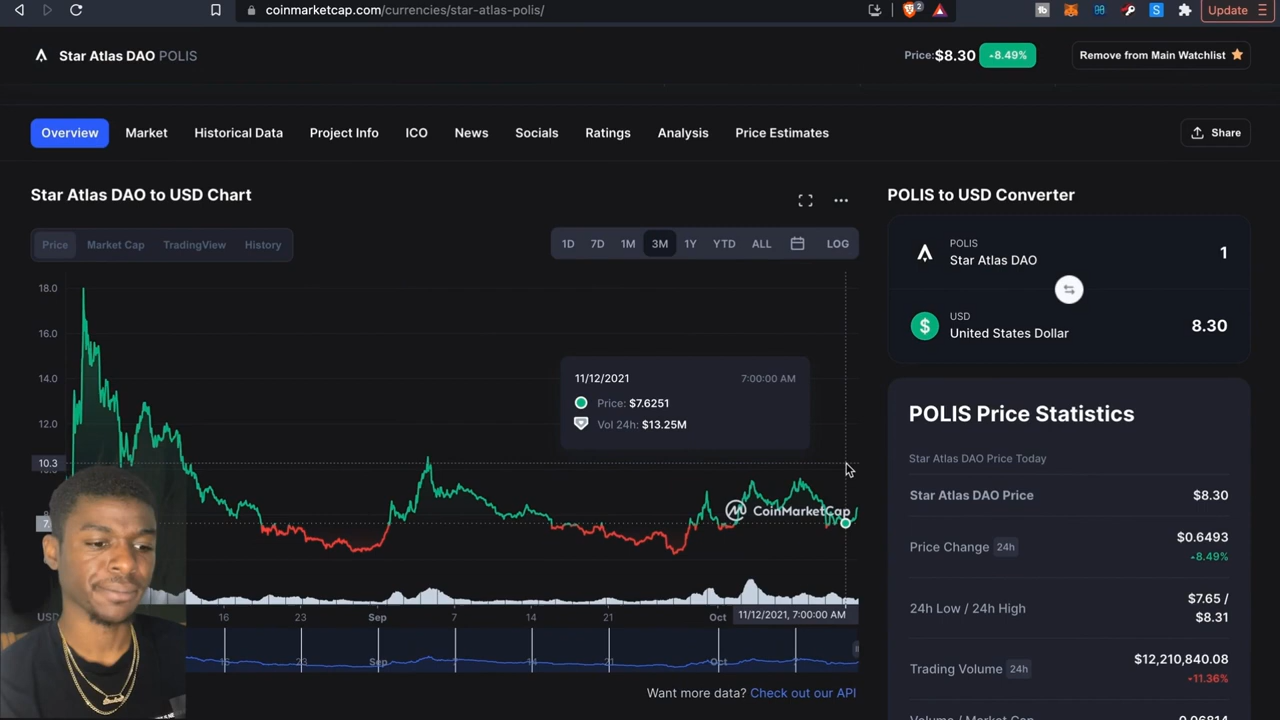 coinmarketcap.com/currencies/star-atlas-polis/
2
Update
Star Atlas DAO POLIS
Price:$8.30
8.49%
Remove from Main Watchlist
Overview
Market
Historical Data
Project Info
ICO
News
Socials
Ratings
Analysis
Price Estimates
Share
Star Atlas DAO to USD Chart
Price
Market Cap
TradingView
History
1D
7D
1M
3M
1Y
YTD
ALL
LOG
18.0
16.0
14.0
12.0
10.3
11/12/2021 7:00:00 AM
Price: $7.6251
Vol 24h: $13.25M
CoinMarketCap
USD
16
23
Sep
7
14
21
Oct
11/12/2021, 7:00:00 AM
Sep
14
21
Oct
Want more data? Check out our API
POLIS to USD Converter
POLIS
Star Atlas DAO
1
USD
United States Dollar
8.30
POLIS Price Statistics
Star Atlas DAO Price Today
Star Atlas DAO Price
$8.30
Price Change 24h
$0.6493
8.49%
24h Low / 24h High
$7.65 /
$8.31
Trading Volume 24h
$12,210,840.08
11.36%